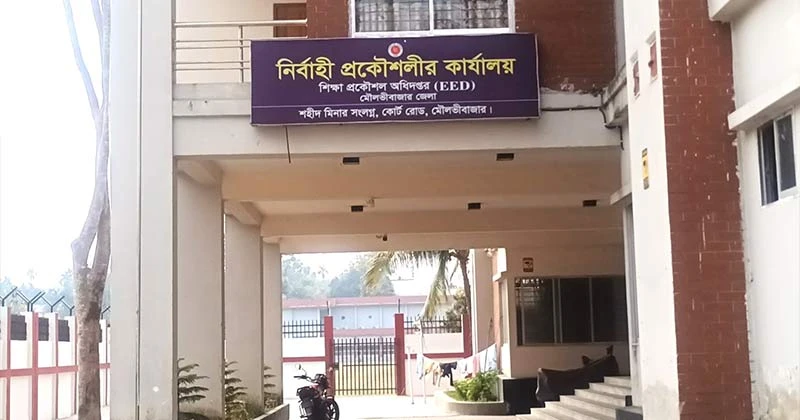 নির্বাহী প্রকৌশলীর কার্যালয়
শিক্ষা প্রকৌশল অধিদপ্তর (EED)
মৌলভীবাজার জেলা
শহীদ মিনার সংলগ্ন, কোর্ট রোড, মৌলভীবাজার।